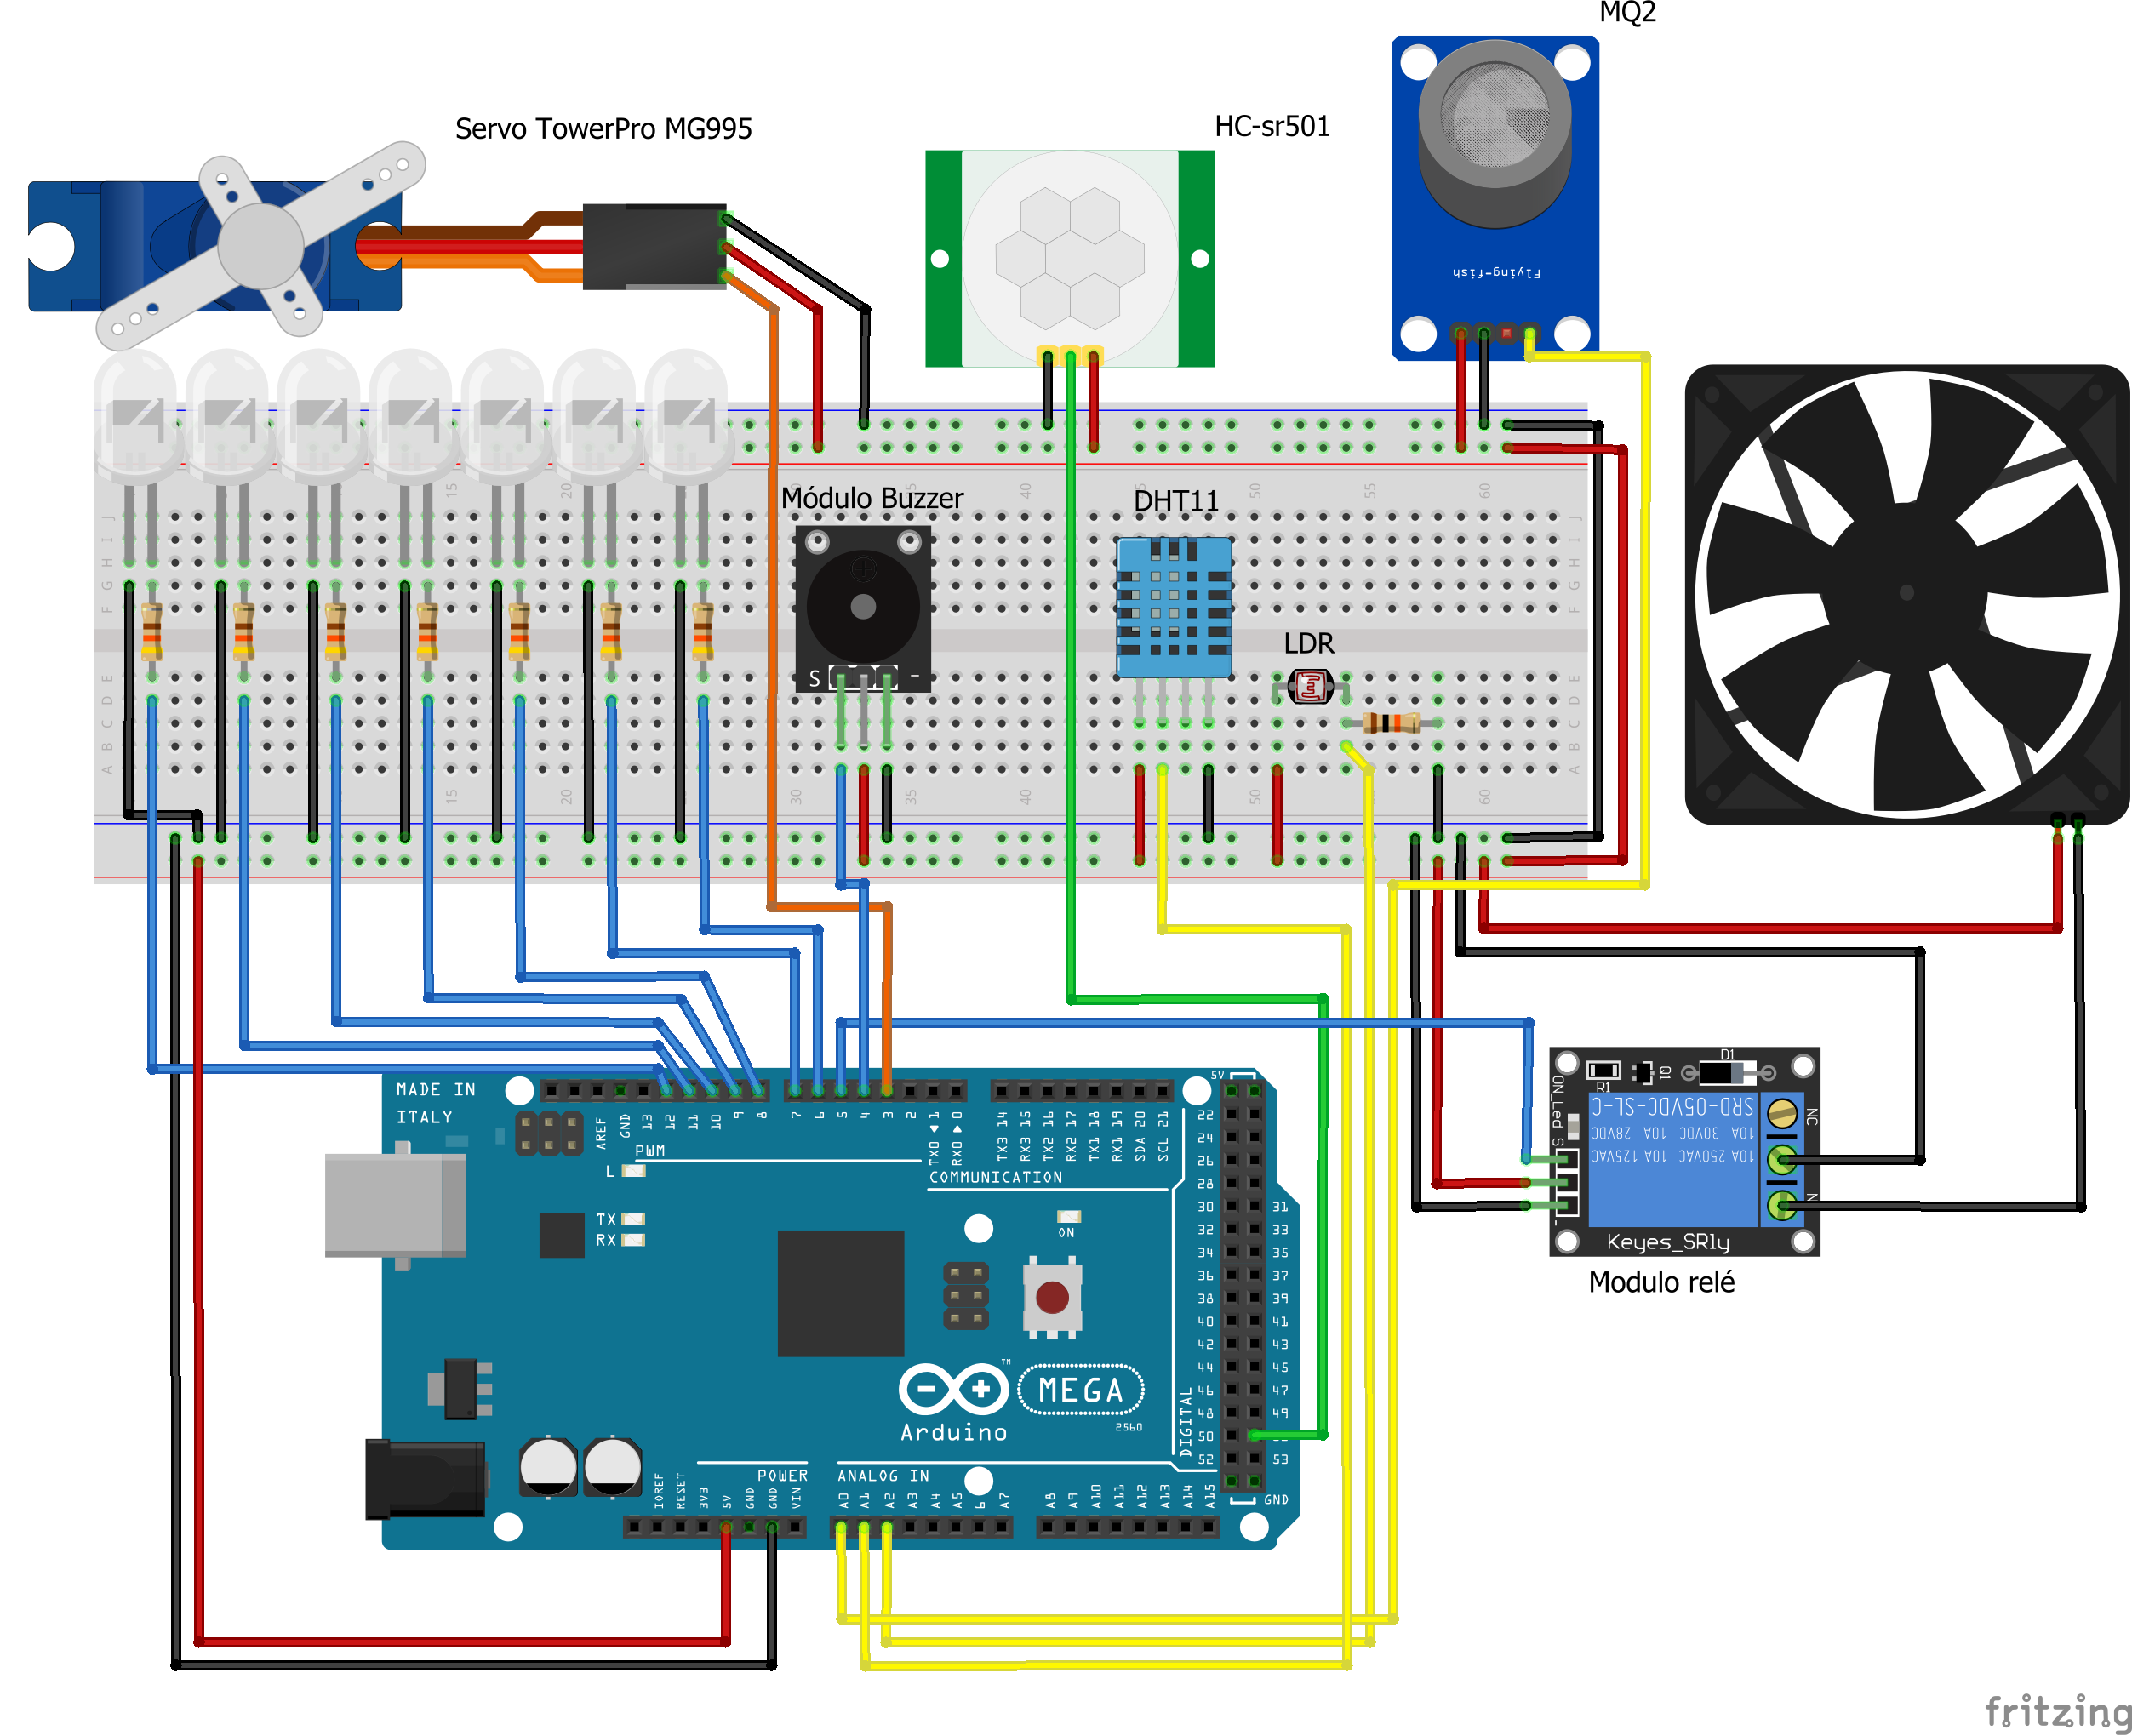 MQ2
Servo TowerPro MG995
HC-sr501
Flying-fish
Módulo Buzzer
DHT11
15
20
40
50
55
60
J
I
H
G
F
J
I
H
G
F
S
-
LDR
E
D
C
B
A
E
D
C
B
A
15
20
30
35
40
50
60
MADE IN
ITALY
AREF
GND
13
12
11
10
9
8
7
6
5
4
3
2
TX0 1
RX0 0
TX3 14
RX3 15
TX2 16
RX2 17
TX1 18
RX1 19
SDA 20
SCL 21
5V
PWM
L
COMMUNICATION
TX
RX
ON
22
24
26
28
30 31
32 33
34 35
36 37
38 39
40 41
42 43
44 45
46 47
48 49
50
52 53
GND
DIGITAL
MEGA
TM
2560
Arduino
POWER
ANALOG IN
IOREF
RESET
3V3
5V
GND
GND
VIN
A0
A1
A2
A3
A4
A5
6
A7
A8
A9
A10
A11
A12
A13
A14
A15
D1
Q1
R1
ON_Led
S
SRD-05VDC-SL-C
10A 30VDC 10A 28VDC
10A 250VAC 10A 125VAC
NC
N
-
Keyes_SRly
Modulo relé
fritzing